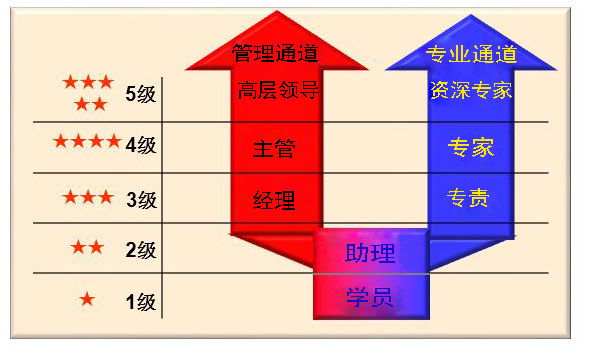 管理通道 专业通道
★★★
★★ 5级 高层领导 资深专家
★★★★ 4级 主管 专家
★★★ 3级 经理 专责
★★ 2级 助理
★ 1级 学员